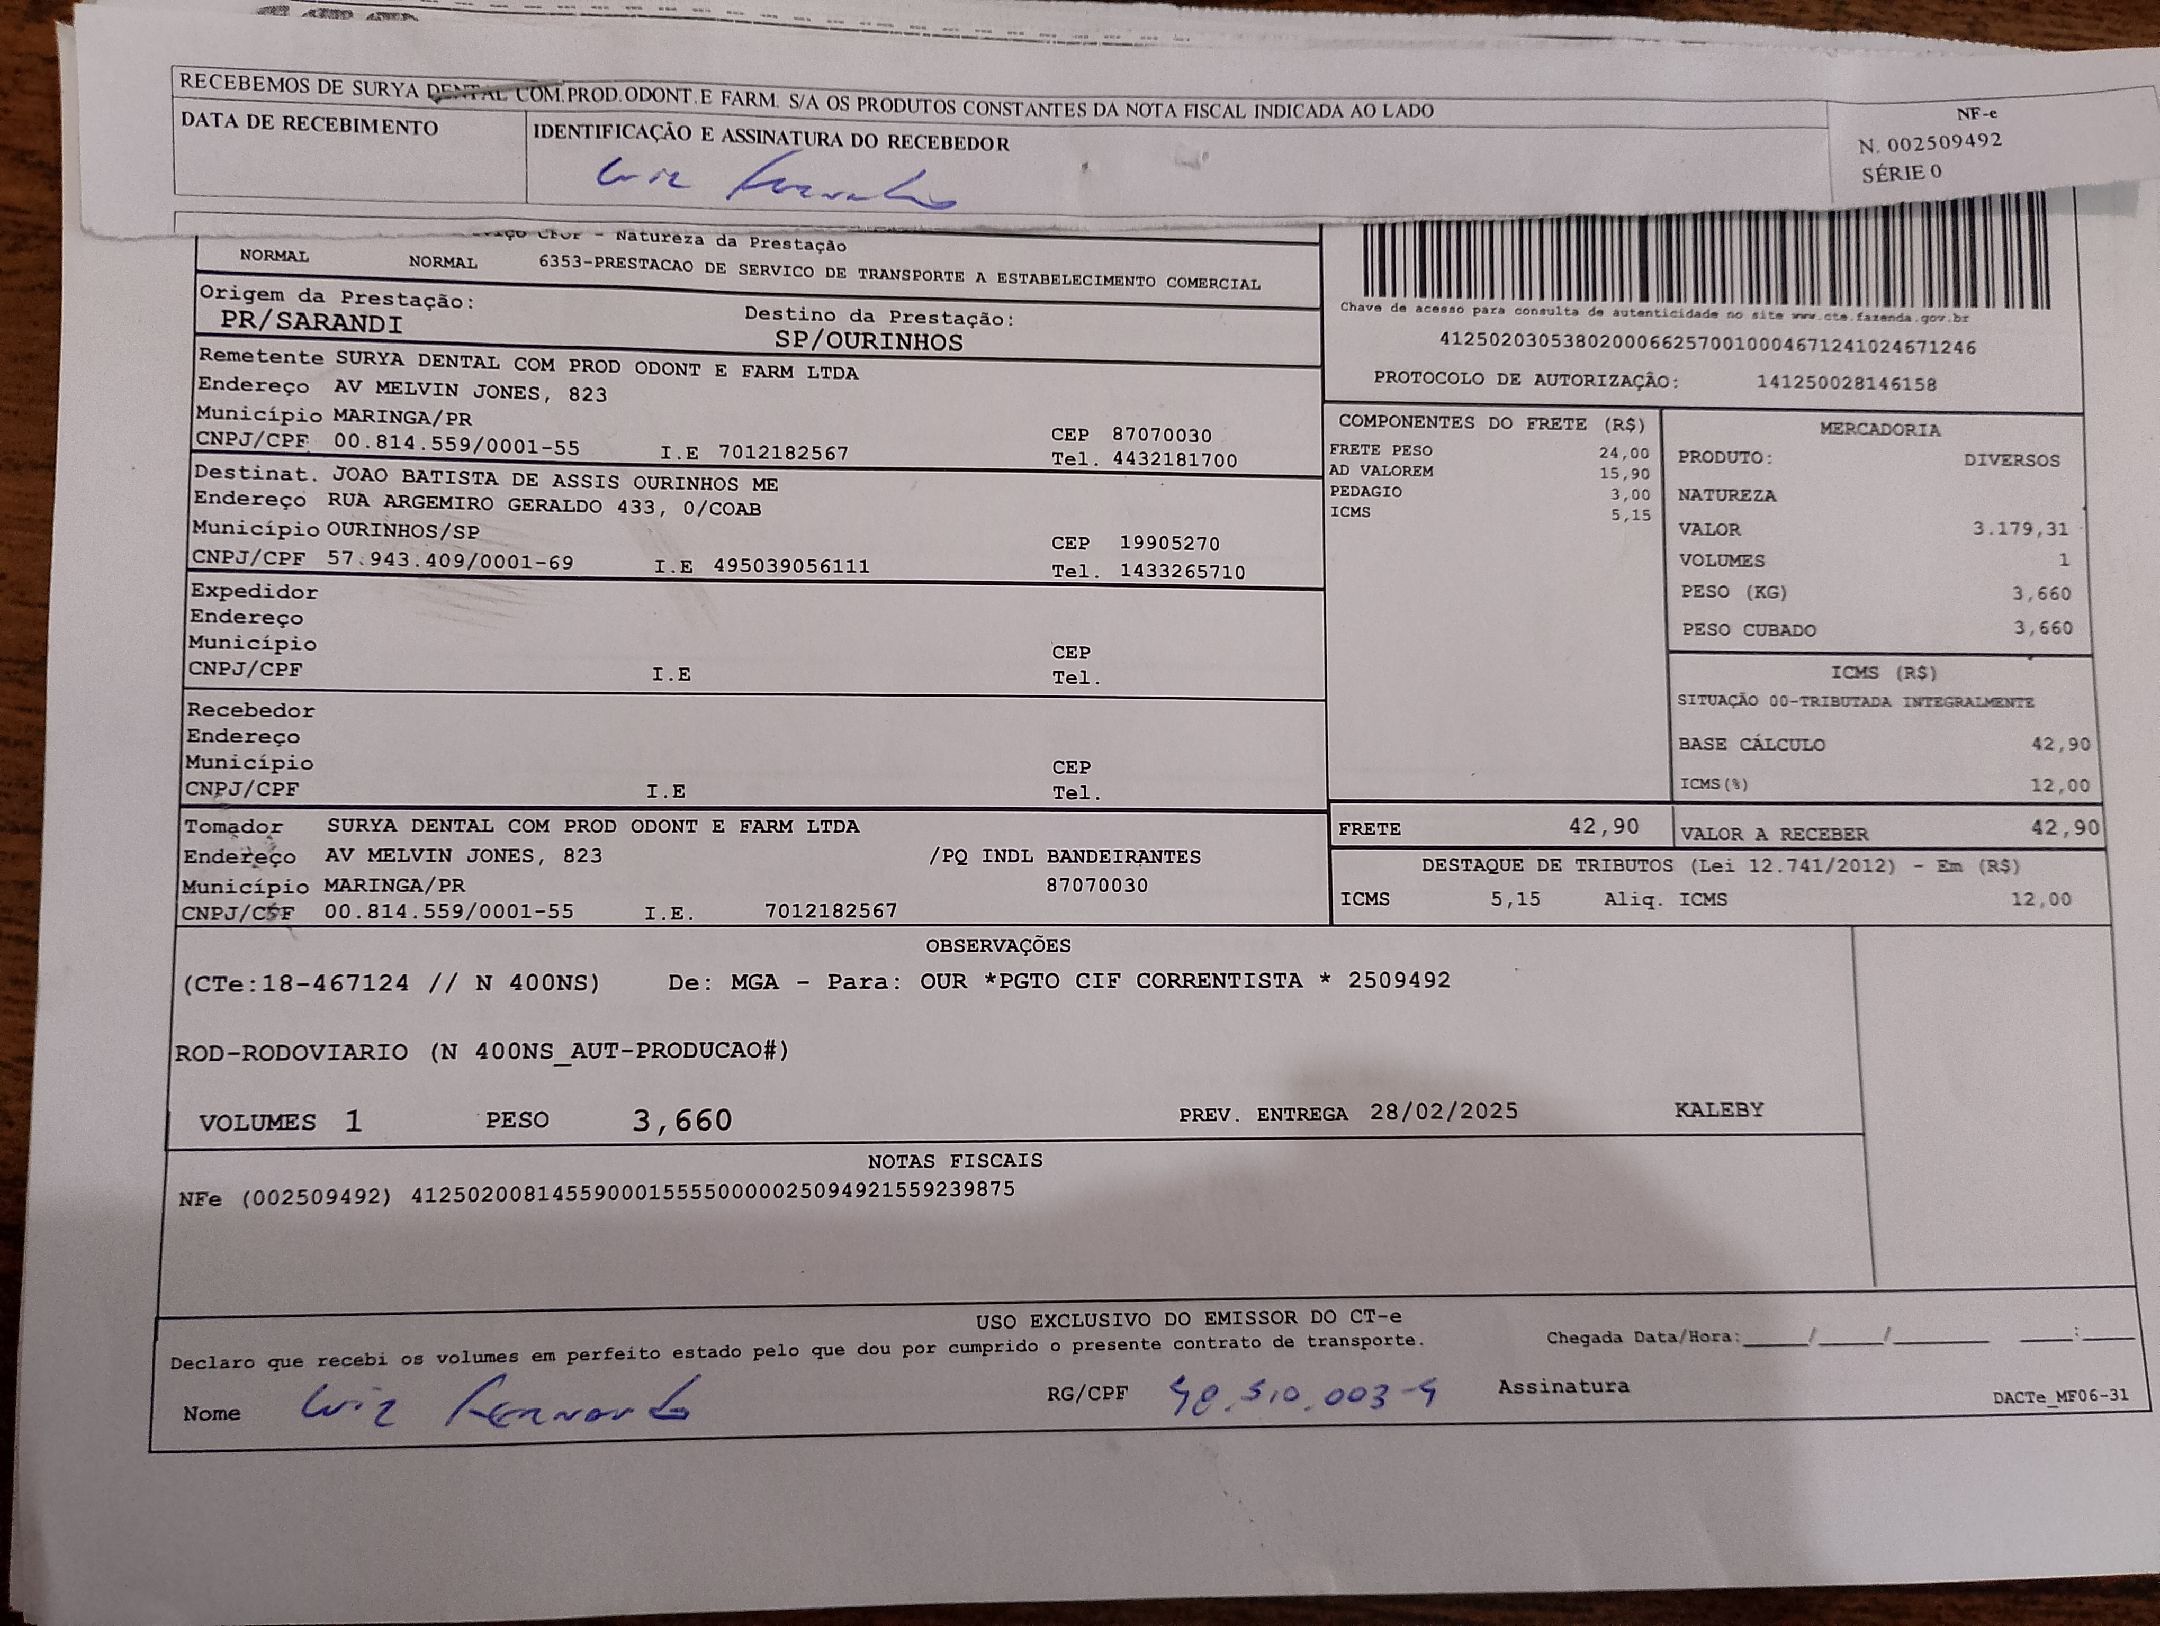 RECEBEMOS DE SURYA DENTAL COM.PROD.ODONT.E FARM. S/A OS PRODUTOS CONSTANTES DA NOTA FISCAL INDICADA AO LADO
DATA DE RECEBIMENTO
IDENTIFICAÇÃO E ASSINATURA DO RECEBEDOR
Luiz Fernando
NF-e
N. 002509492
SÉRIE 0
CFOP - Natureza da Prestação
NORMAL NORMAL 6353-PRESTACAO DE SERVICO DE TRANSPORTE A ESTABELECIMENTO COMERCIAL
Origem da Prestação:
PR/SARANDI
Destino da Prestação:
SP/OURINHOS
Chave de acesso para consulta de autenticidade no site www.cte.fazenda.gov.br
41250203053802000662570010004671241024671246
PROTOCOLO DE AUTORIZAÇÃO: 141250028146158
Remetente SURYA DENTAL COM PROD ODONT E FARM LTDA
Endereço AV MELVIN JONES, 823
Município MARINGA/PR CEP 87070030
CNPJ/CPF 00.814.559/0001-55 I.E 7012182567 Tel. 4432181700
Destinat. JOAO BATISTA DE ASSIS OURINHOS ME
Endereço RUA ARGEMIRO GERALDO 433, 0/COAB
Município OURINHOS/SP CEP 19905270
CNPJ/CPF 57.943.409/0001-69 I.E 495039056111 Tel. 1433265710
Expedidor
Endereço
Município CEP
CNPJ/CPF I.E Tel.
Recebedor
Endereço
Município CEP
CNPJ/CPF I.E Tel.
Tomador SURYA DENTAL COM PROD ODONT E FARM LTDA
Endereço AV MELVIN JONES, 823 /PQ INDL BANDEIRANTES
Município MARINGA/PR 87070030
CNPJ/CPF 00.814.559/0001-55 I.E. 7012182567
COMPONENTES DO FRETE (R$)
FRETE PESO 24,00
AD VALOREM 15,90
PEDAGIO 3,00
ICMS 5,15
MERCADORIA
PRODUTO: DIVERSOS
NATUREZA
VALOR 3.179,31
VOLUMES 1
PESO (KG) 3,660
PESO CUBADO 3,660
ICMS (R$)
SITUAÇÃO 00-TRIBUTADA INTEGRALMENTE
BASE CÁLCULO 42,90
ICMS(%) 12,00
FRETE 42,90 VALOR A RECEBER 42,90
DESTAQUE DE TRIBUTOS (Lei 12.741/2012) - Em (R$)
ICMS 5,15 Aliq. ICMS 12,00
OBSERVAÇÕES
(CTe:18-467124 // N 400NS) De: MGA - Para: OUR *PGTO CIF CORRENTISTA * 2509492
ROD-RODOVIARIO (N 400NS_AUT-PRODUCAO#)
VOLUMES 1 PESO 3,660 PREV. ENTREGA 28/02/2025 KALEBY
NOTAS FISCAIS
NFe (002509492) 41250200814559000155550000025094921559239875
USO EXCLUSIVO DO EMISSOR DO CT-e
Declaro que recebi os volumes em perfeito estado pelo que dou por cumprido o presente contrato de transporte. Chegada Data/Hora:____/____/______ ___:___
Nome Luiz Fernando RG/CPF 48.510.003-9 Assinatura
DACTe_MF06-31